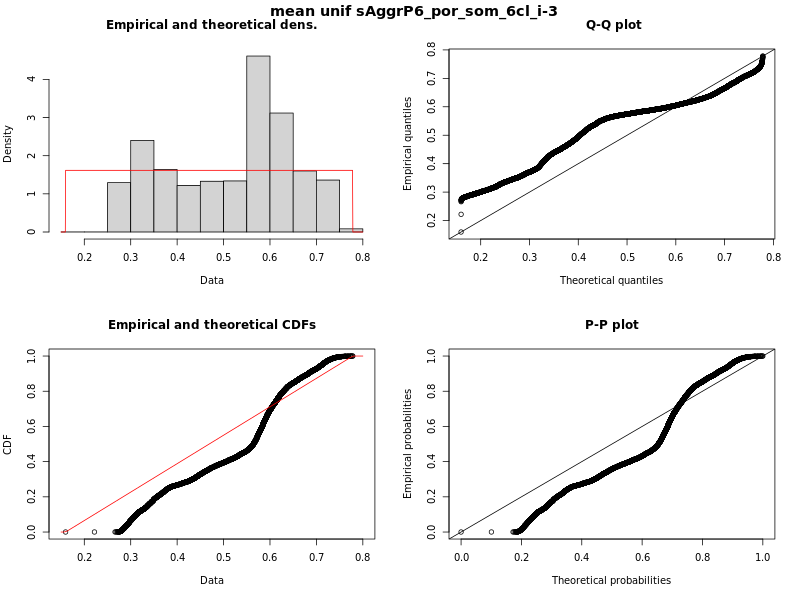 mean unif sAggrP6_por_som_6cl_i-3
Empirical and theoretical dens.
Density
0 1 2 3 4
0.2 0.3 0.4 0.5 0.6 0.7 0.8
Data
Q-Q plot
Empirical quantiles
0.2 0.3 0.4 0.5 0.6 0.7 0.8
0.2 0.3 0.4 0.5 0.6 0.7 0.8
Theoretical quantiles
Empirical and theoretical CDFs
CDF
0.0 0.2 0.4 0.6 0.8 1.0
0.2 0.3 0.4 0.5 0.6 0.7 0.8
Data
P-P plot
Empirical probabilities
0.0 0.2 0.4 0.6 0.8 1.0
0.0 0.2 0.4 0.6 0.8 1.0
Theoretical probabilities